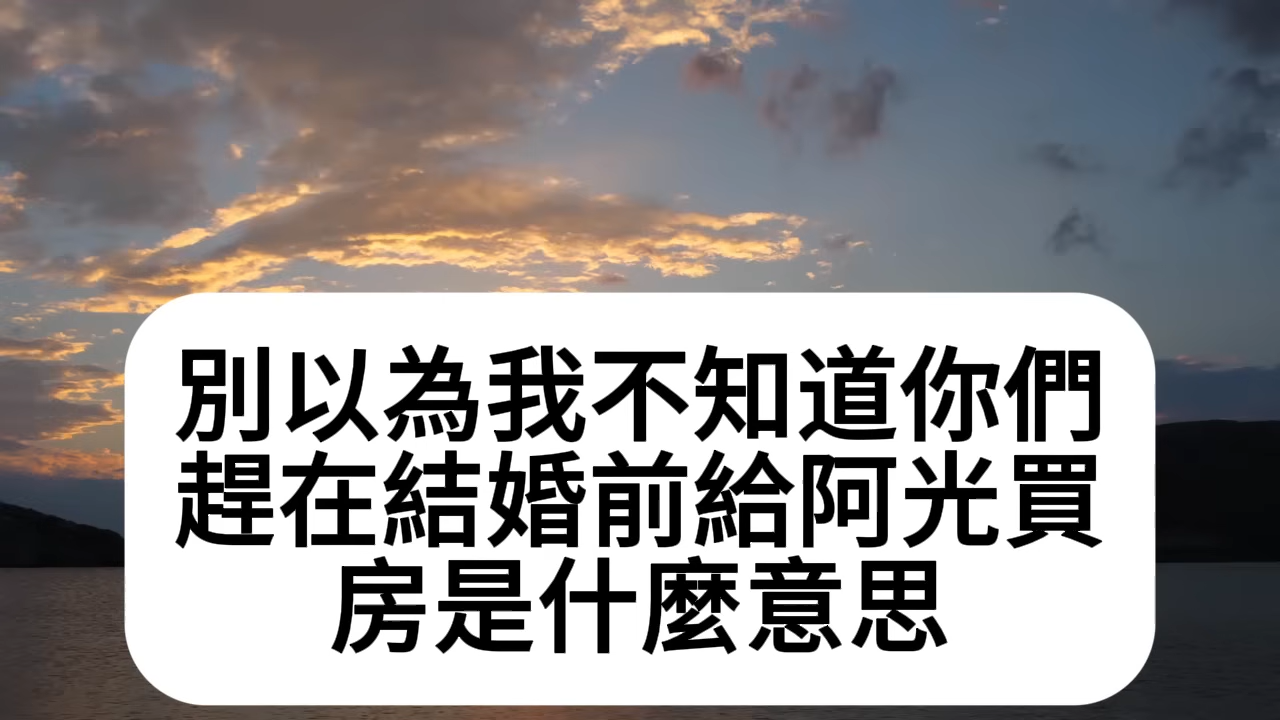 別以為我不知道你們
趕在結婚前給阿光買
房是什麼意思